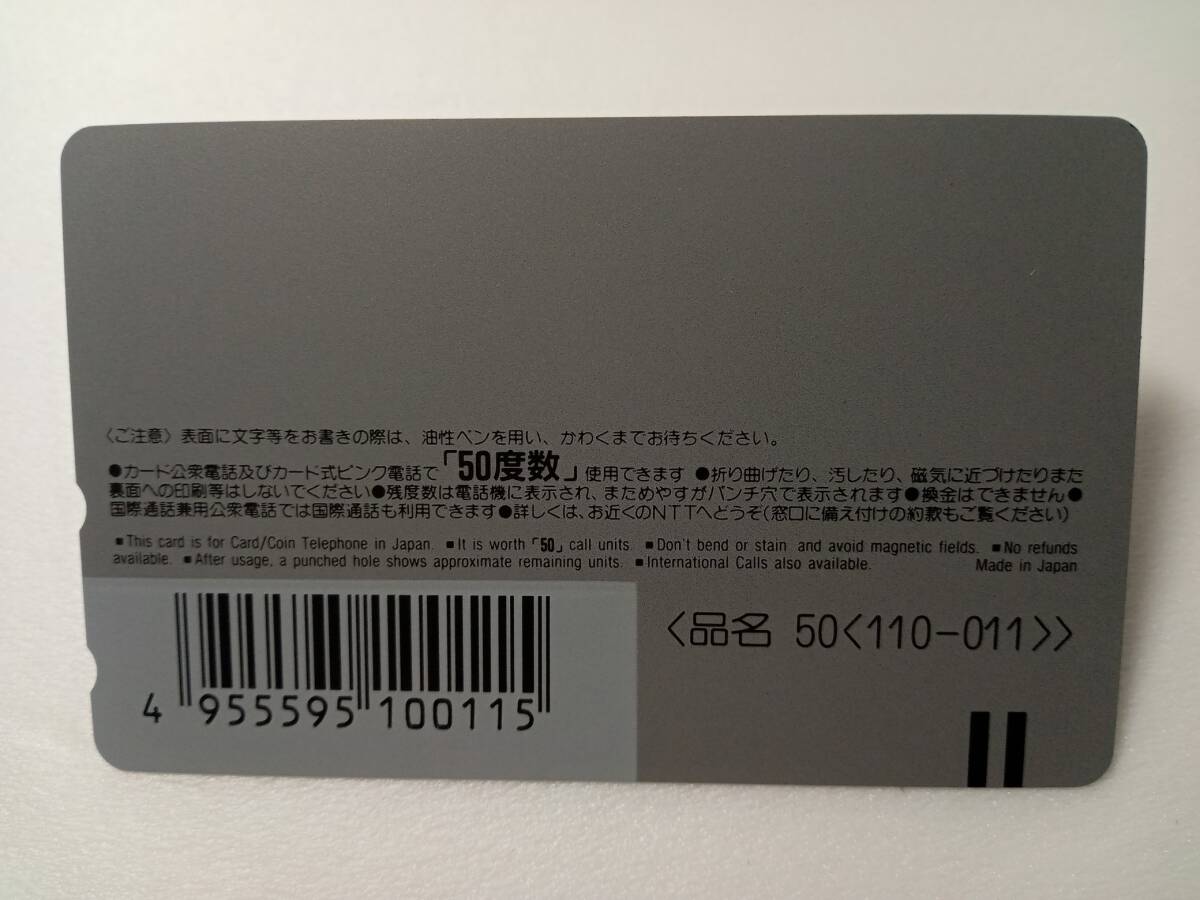 〈ご注意〉表面に文字等をお書きの際は、油性ペンを用い、かわくまでお待ちください。
●カード公衆電話及びカード式ピンク電話で「50度数」使用できます ●折り曲げたり、汚したり、磁気に近づけたりまた
裏面への印刷等はしないでください●残度数は電話機に表示され、まためやすがパンチ穴で表示されます●換金はできません●
国際通話兼用公衆電話では国際通話も利用できます●詳しくは、お近くのNTTへどうぞ(窓口に備え付けの約款もご覧ください)
■This card is for Card/Coin Telephone in Japan. ■It is worth「50」call units. ■Don't bend or stain and avoid magnetic fields. ■No refunds
available. ■After usage, a punched hole shows approximate remaining units. ■International Calls also available. Made in Japan
〈品名 50〈110-011〉〉
4 955595 100115